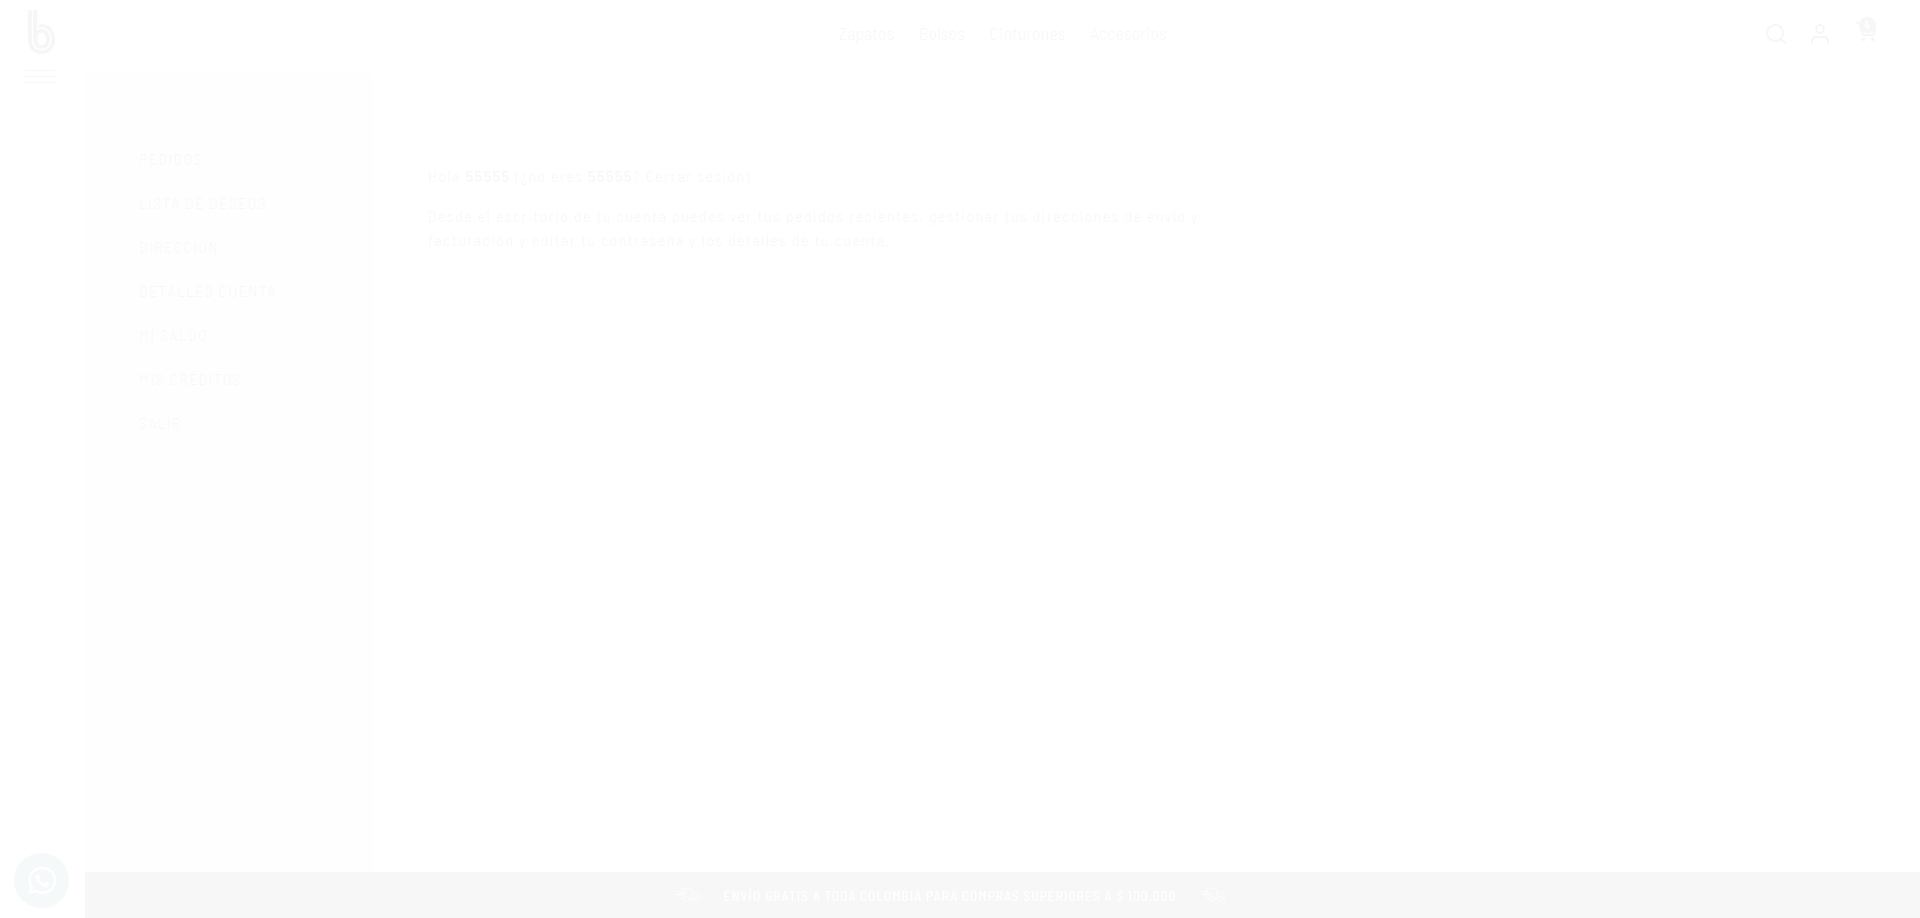 b
Zapatos Bolsos Cinturones Accesorios
PEDIDOS
LISTA DE DESEOS
DIRECCIÓN
DETALLES CUENTA
MI SALDO
MIS CRÉDITOS
SALIR
Hola 55555 (¿no eres 55555? Cerrar sesión)
Desde el escritorio de tu cuenta puedes ver tus pedidos recientes, gestionar tus direcciones de envío y
facturación y editar tu contraseña y los detalles de tu cuenta.
ENVÍO GRATIS A TODA COLOMBIA PARA COMPRAS SUPERIORES A $ 100.000